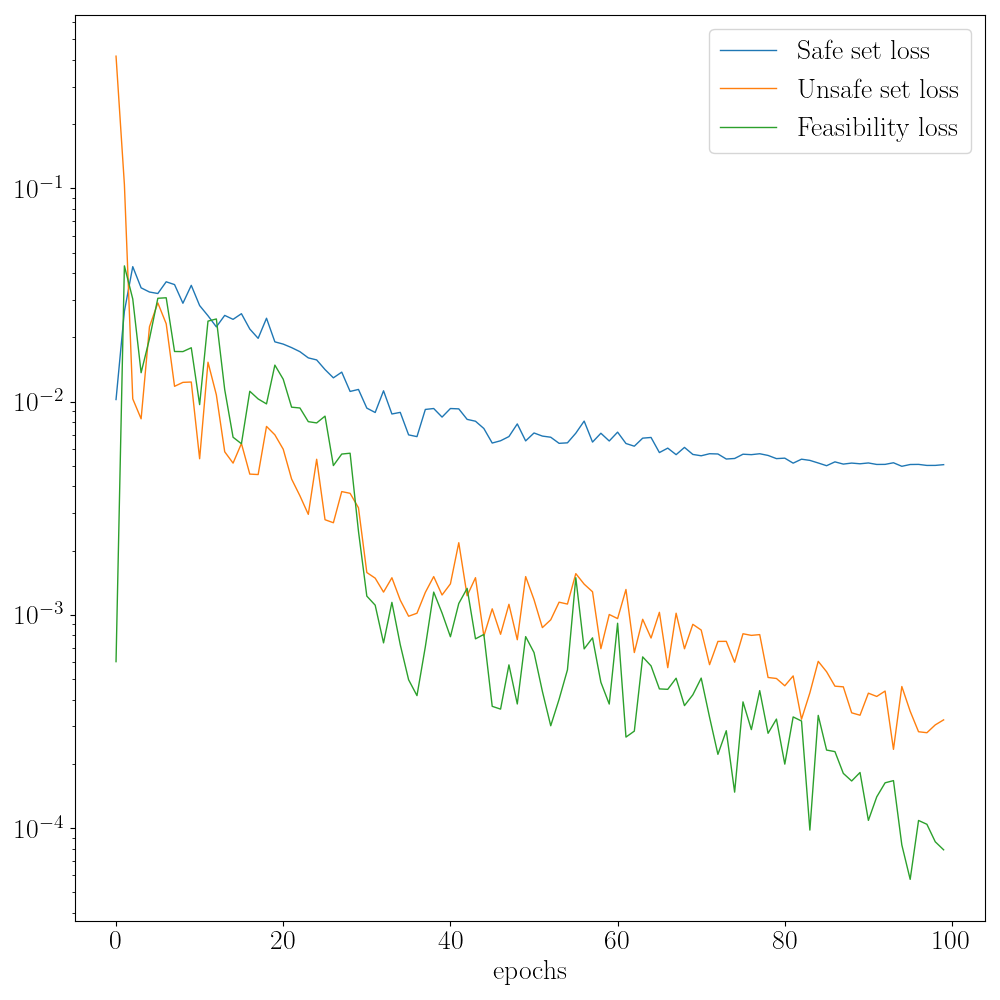 Safe set loss
Unsafe set loss
Feasibility loss
10⁻¹
10⁻²
10⁻³
10⁻⁴
0 20 40 60 80 100
epochs